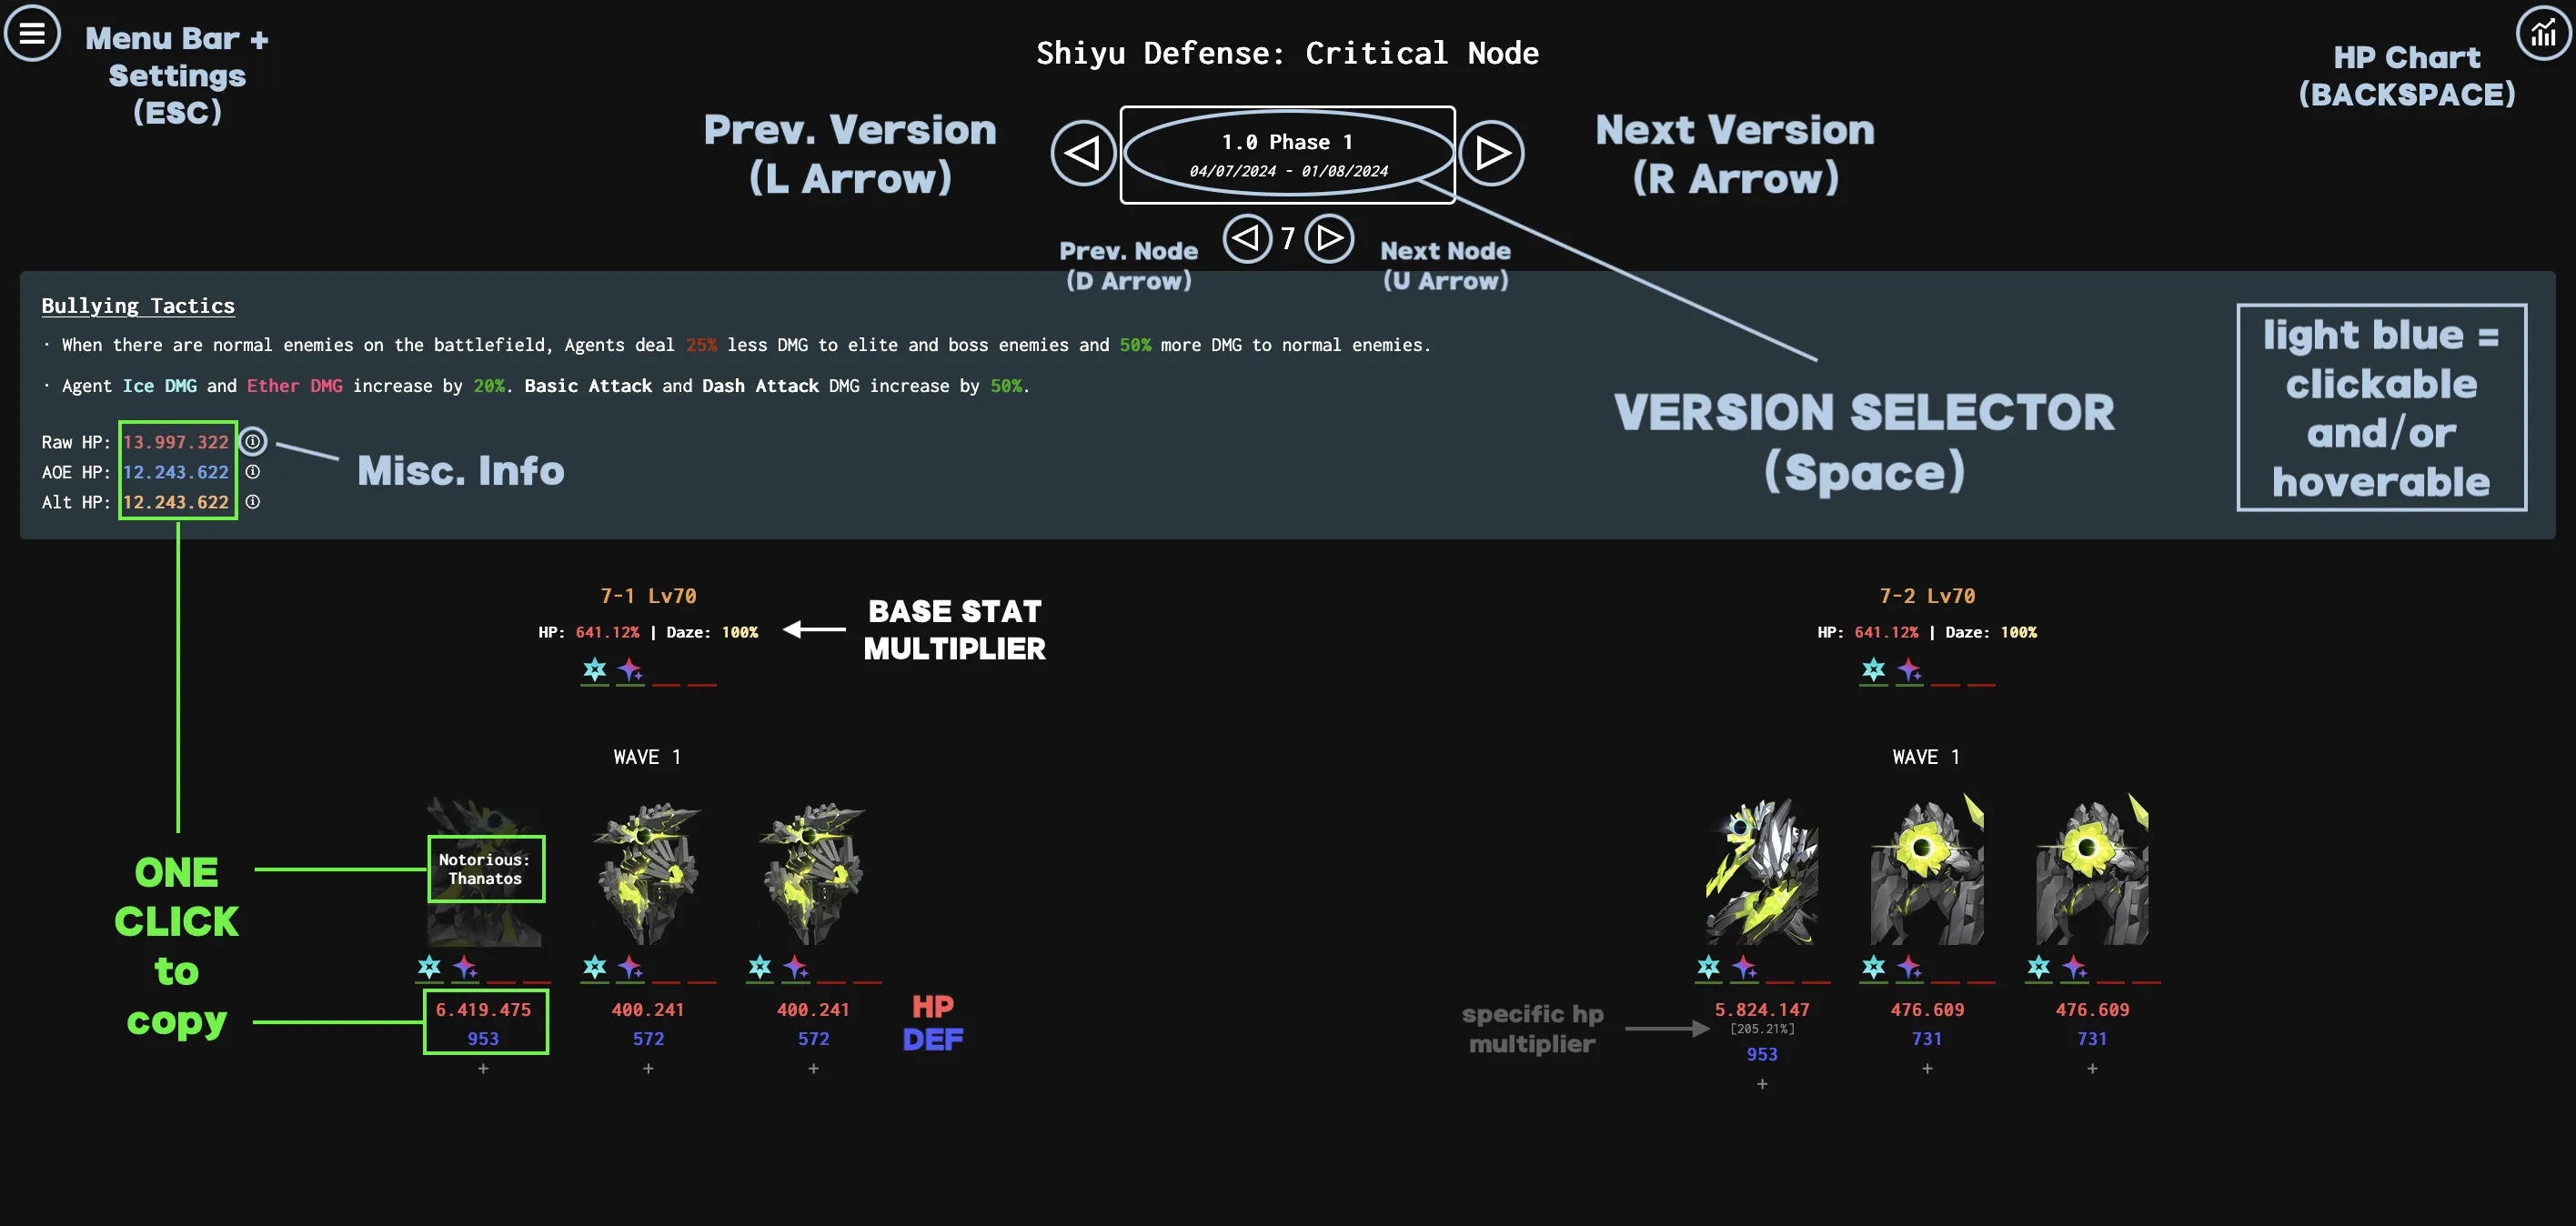 Menu Bar +
Settings
(ESC)
Shiyu Defense: Critical Node
HP Chart
(BACKSPACE)
Prev. Version
(L Arrow)
1.0 Phase 1
04/07/2024 - 01/08/2024
Next Version
(R Arrow)
Prev. Node
(D Arrow)
7
Next Node
(U Arrow)
Bullying Tactics
· When there are normal enemies on the battlefield, Agents deal 25% less DMG to elite and boss enemies and 50% more DMG to normal enemies.
· Agent Ice DMG and Ether DMG increase by 20%. Basic Attack and Dash Attack DMG increase by 50%.
Raw HP: 13.997.322
AOE HP: 12.243.622
Alt HP: 12.243.622
Misc. Info
VERSION SELECTOR
(Space)
light blue =
clickable
and/or
hoverable
7-1 Lv70
HP: 641.12% | Daze: 100%
BASE STAT
MULTIPLIER
7-2 Lv70
HP: 641.12% | Daze: 100%
WAVE 1
WAVE 1
ONE
CLICK
to
copy
Notorious:
Thanatos
6.419.475
953
+
400.241
572
+
400.241
572
+
HP
DEF
specific hp
multiplier
5.824.147
[205.21%]
953
+
476.609
731
+
476.609
731
+